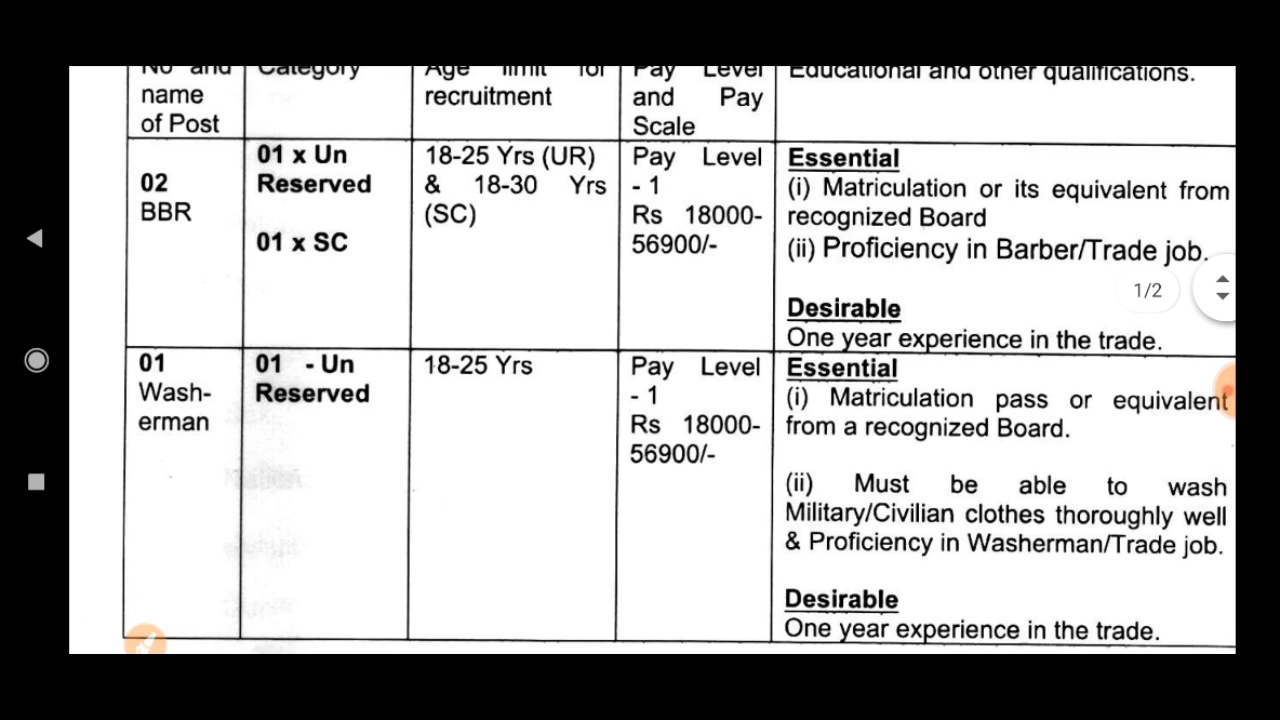 No and
name
of Post
Category
Age limit for
recruitment
Pay Level
and Pay
Scale
Educational and other qualifications.
02
BBR
01 x Un
Reserved
01 x SC
18-25 Yrs (UR)
& 18-30 Yrs
(SC)
Pay Level
- 1
Rs 18000-
56900/-
Essential
(i) Matriculation or its equivalent from
recognized Board
(ii) Proficiency in Barber/Trade job.
Desirable
One year experience in the trade.
1/2
01
Wash-
erman
01 - Un
Reserved
18-25 Yrs
Pay Level
- 1
Rs 18000-
56900/-
Essential
(i) Matriculation pass or equivalent
from a recognized Board.
(ii) Must be able to wash
Military/Civilian clothes thoroughly well
& Proficiency in Washerman/Trade job.
Desirable
One year experience in the trade.